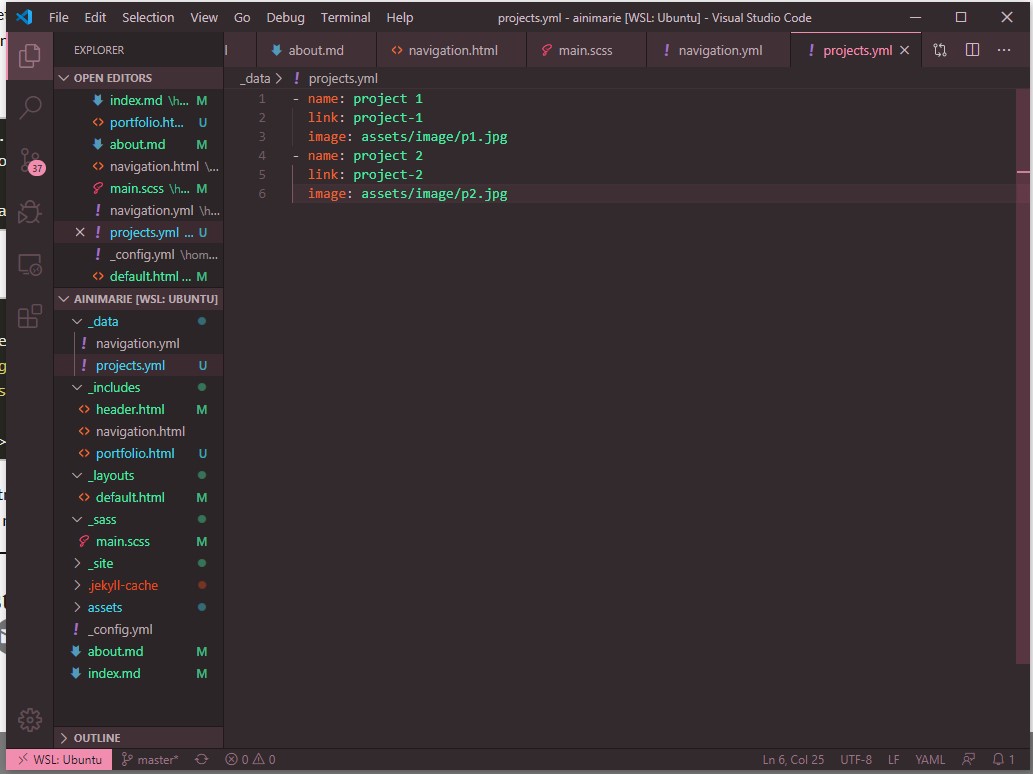 File Edit Selection View Go Debug Terminal Help projects.yml - ainimarie [WSL: Ubuntu] - Visual Studio Code
EXPLORER
about.md navigation.html main.scss navigation.yml projects.yml
OPEN EDITORS
_data > projects.yml
index.md \h... M
portfolio.ht... U
about.md M
navigation.html \...
main.scss \h... M
navigation.yml \h...
projects.yml ... U
_config.yml \hom...
default.html ... M
1 - name: project 1
2 link: project-1
3 image: assets/image/p1.jpg
4 - name: project 2
5 link: project-2
6 image: assets/image/p2.jpg
37
AINIMARIE [WSL: UBUNTU]
_data
navigation.yml
projects.yml U
_includes
header.html M
navigation.html
portfolio.html U
_layouts
default.html M
_sass
main.scss M
_site
.jekyll-cache
assets
_config.yml
about.md M
index.md M
OUTLINE
WSL: Ubuntu master* 0 0 Ln 6, Col 25 UTF-8 LF YAML 1